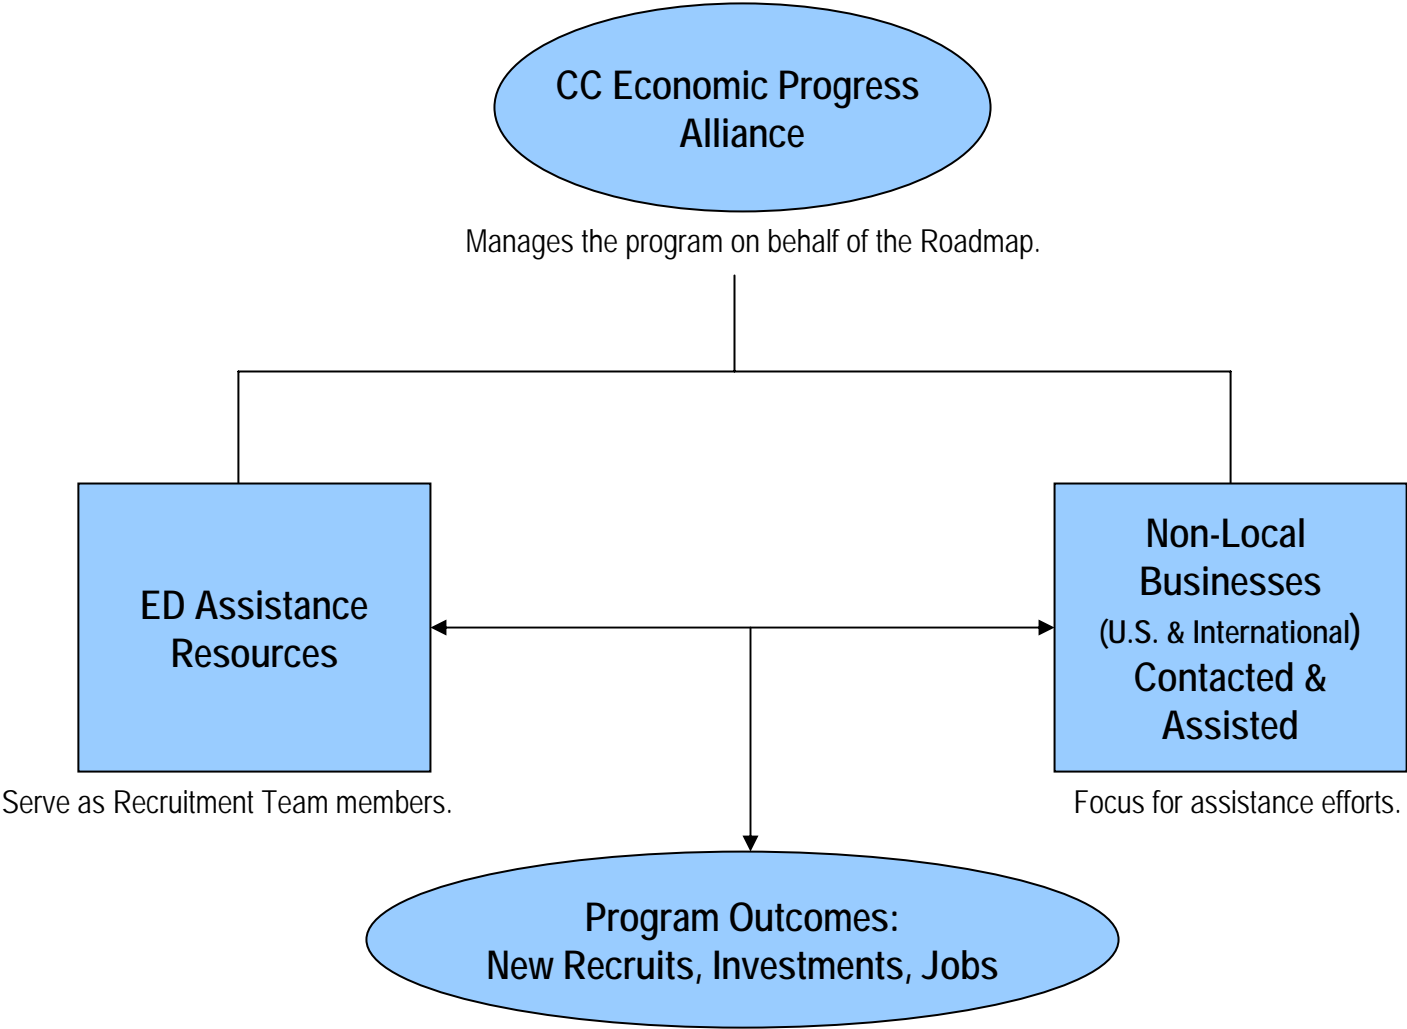 CC Economic Progress
Alliance
Manages the program on behalf of the Roadmap.
ED Assistance
Resources
Serve as Recruitment Team members.
Non-Local
Businesses
(U.S. & International)
Contacted &
Assisted
Focus for assistance efforts.
Program Outcomes:
New Recruits, Investments, Jobs